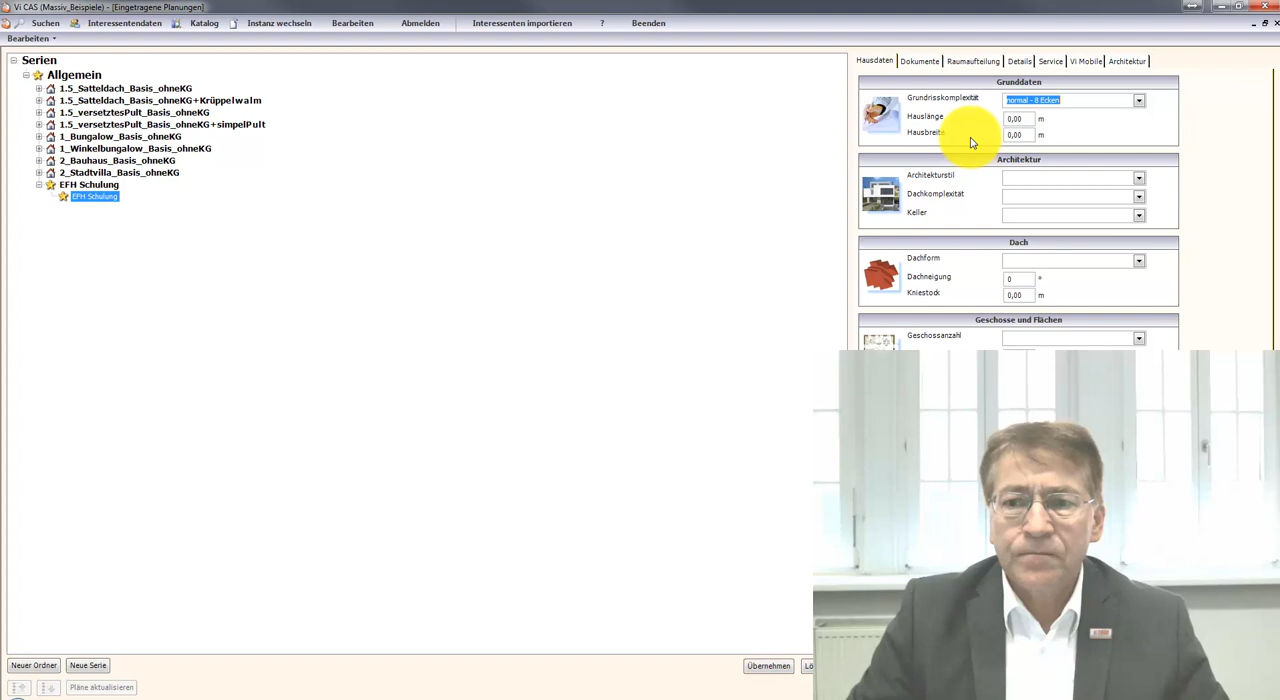 Vi CAS (Massiv_Beispiele) - [Eingetragene Planungen]
Suchen Interessentendaten Katalog Instanz wechseln Bearbeiten Abmelden Interessenten importieren ? Beenden
Bearbeiten
Serien
Allgemein
1.5_Satteldach_Basis_ohneKG
1.5_Satteldach_Basis_ohneKG+Krüppelwalm
1.5_versetztesPult_Basis_ohneKG
1.5_versetztesPult_Basis_ohneKG+simpelPult
1_Bungalow_Basis_ohneKG
1_Winkelbungalow_Basis_ohneKG
2_Bauhaus_Basis_ohneKG
2_Stadtvilla_Basis_ohneKG
EFH Schulung
EFH Schulung
Hausdaten Dokumente Raumaufteilung Details Service Vi Mobile Architektur
Grunddaten
Grundrisskomplexität normal - 8 Ecken
Hauslänge 0,00 m
Hausbreite 0,00 m
Architektur
Architekturstil
Dachkomplexität
Keller
Dach
Dachform
Dachneigung 0 °
Kniestock 0,00 m
Geschosse und Flächen
Geschossanzahl
Neuer Ordner Neue Serie Übernehmen Lö
Pläne aktualisieren